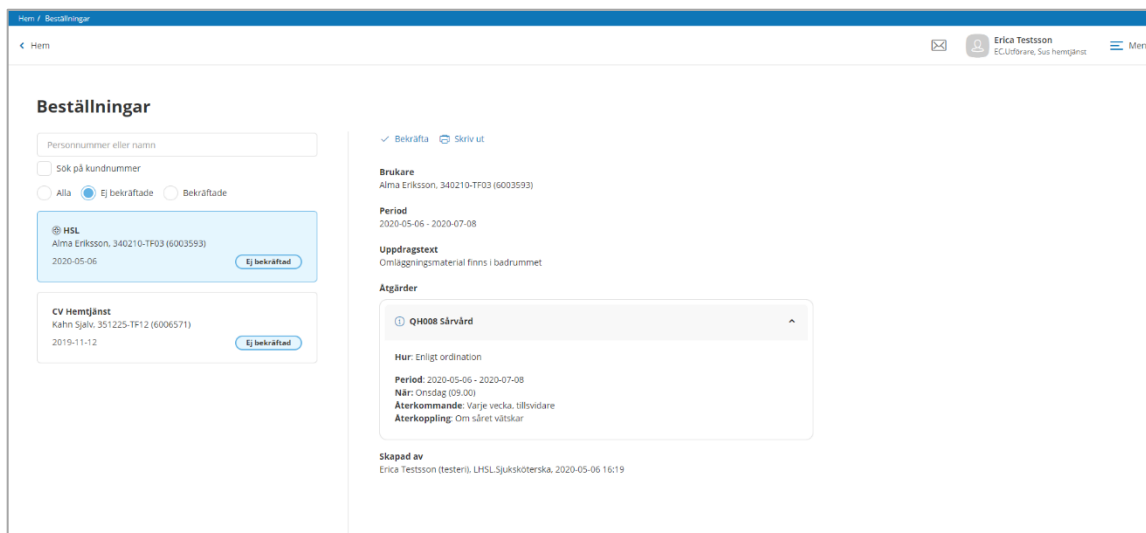 Hem / Beställningar
Hem
Erica Testsson
EC.Utförare, Sus hemtjänst
Men
Beställningar
Personnummer eller namn
Sök på kundnummer
Alla Ej bekräftade Bekräftade
HSL
Alma Eriksson, 340210-TF03 (6003593)
2020-05-06 Ej bekräftad
CV Hemtjänst
Kahn Själv. 351225-TF12 (6006571)
2019-11-12 Ej bekräftad
Bekräfta Skriv ut
Brukare
Alma Eriksson, 340210-TF03 (6003593)
Period
2020-05-06 - 2020-07-08
Uppdragstext
Omläggningsmaterial finns i badrummet
Åtgärder
QH008 Sårvård
Hur: Enligt ordination
Period: 2020-05-06 - 2020-07-08
När: Onsdag (09.00)
Återkommande: Varje vecka, tillsvidare
Återkoppling: Om såret vätskar
Skapad av
Erica Testsson (testeri), LHSL.Sjuksköterska, 2020-05-06 16:19